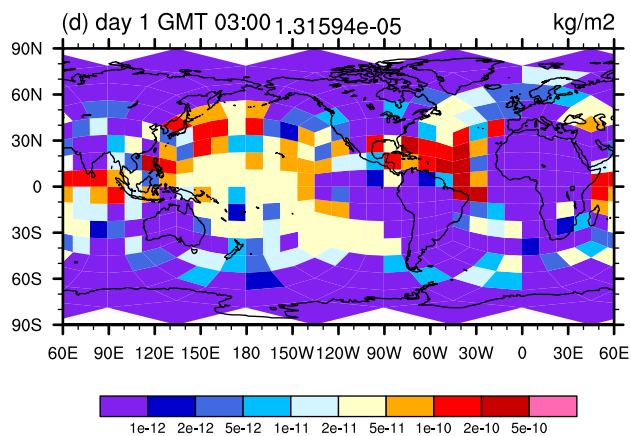 (d) day 1 GMT 03:00 1.31594e-05 kg/m2
90N
60N
30N
0
30S
60S
90S
60E 90E 120E 150E 180 150W 120W 90W 60W 30W 0 30E 60E
1e-12 2e-12 5e-12 1e-11 2e-11 5e-11 1e-10 2e-10 5e-10